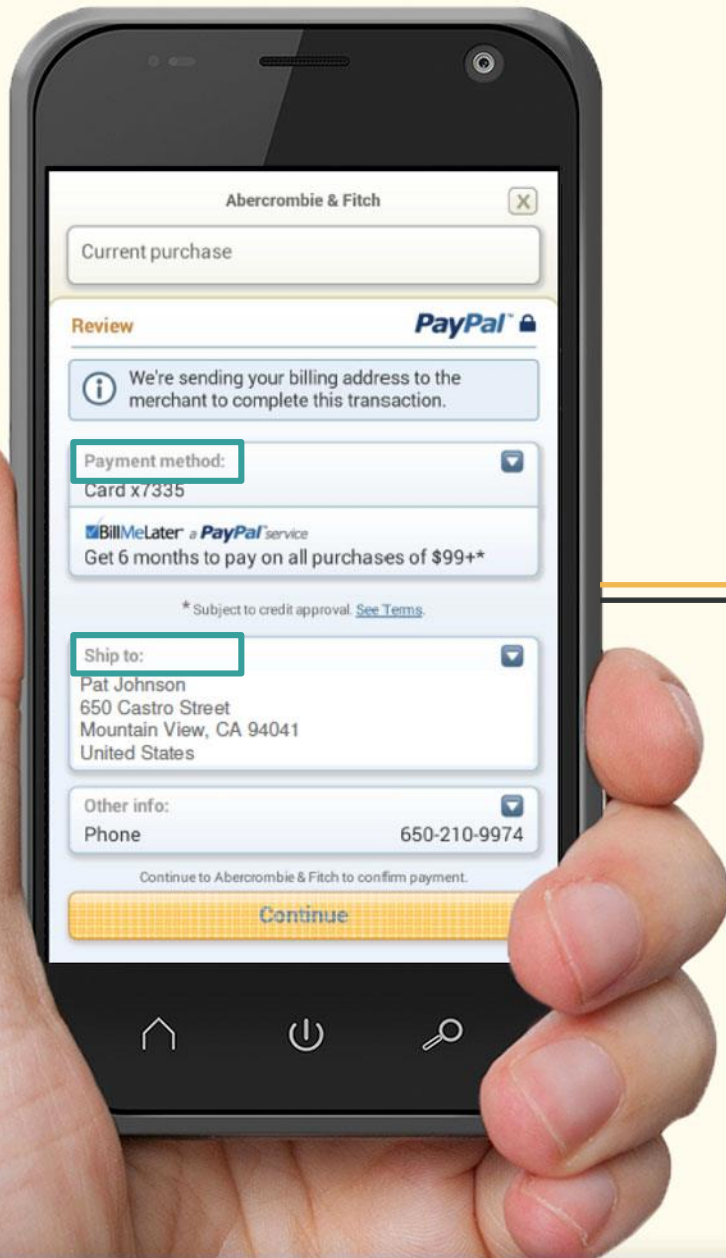 Abercrombie & Fitch
X
Current purchase
Review
PayPal™
We're sending your billing address to the
merchant to complete this transaction.
Payment method:
Card x7335
BillMeLater® a PayPal™ service
Get 6 months to pay on all purchases of $99+*
* Subject to credit approval. See Terms.
Ship to:
Pat Johnson
650 Castro Street
Mountain View, CA 94041
United States
Other info:
Phone 650-210-9974
Continue to Abercrombie & Fitch to confirm payment.
Continue